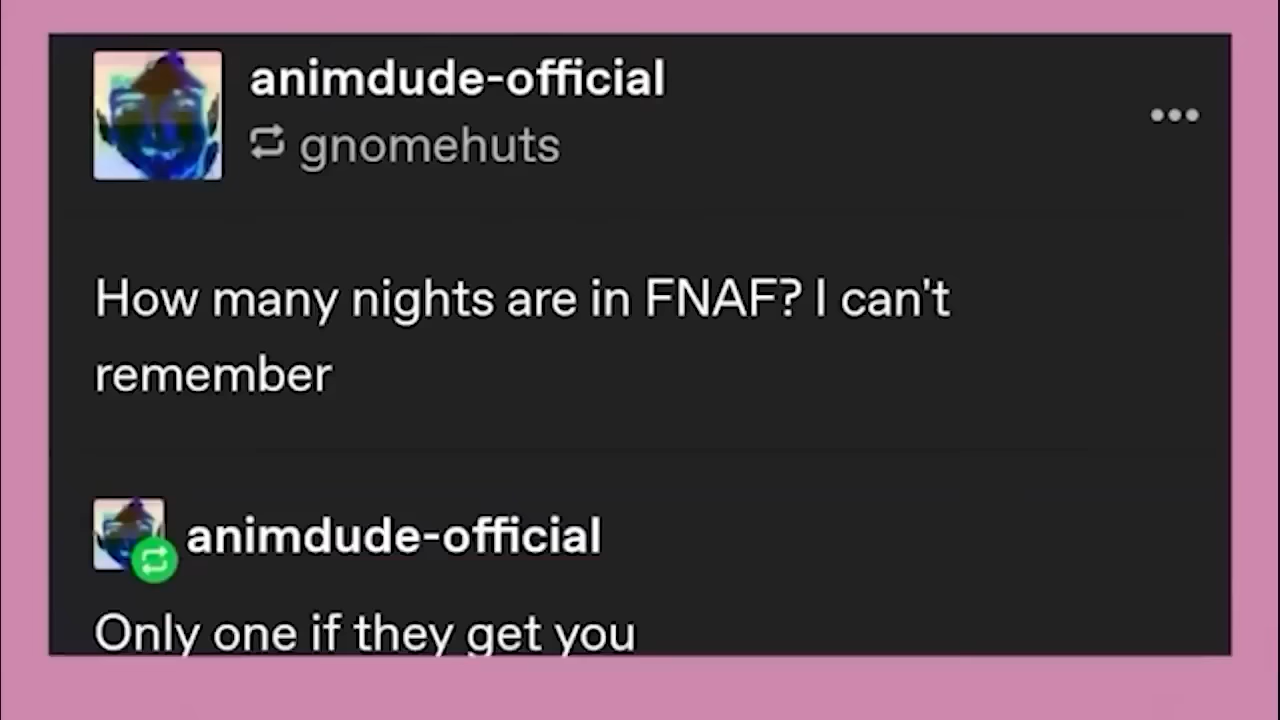 animdude-official
gnomehuts
How many nights are in FNAF? I can't
remember
animdude-official
Only one if they get you